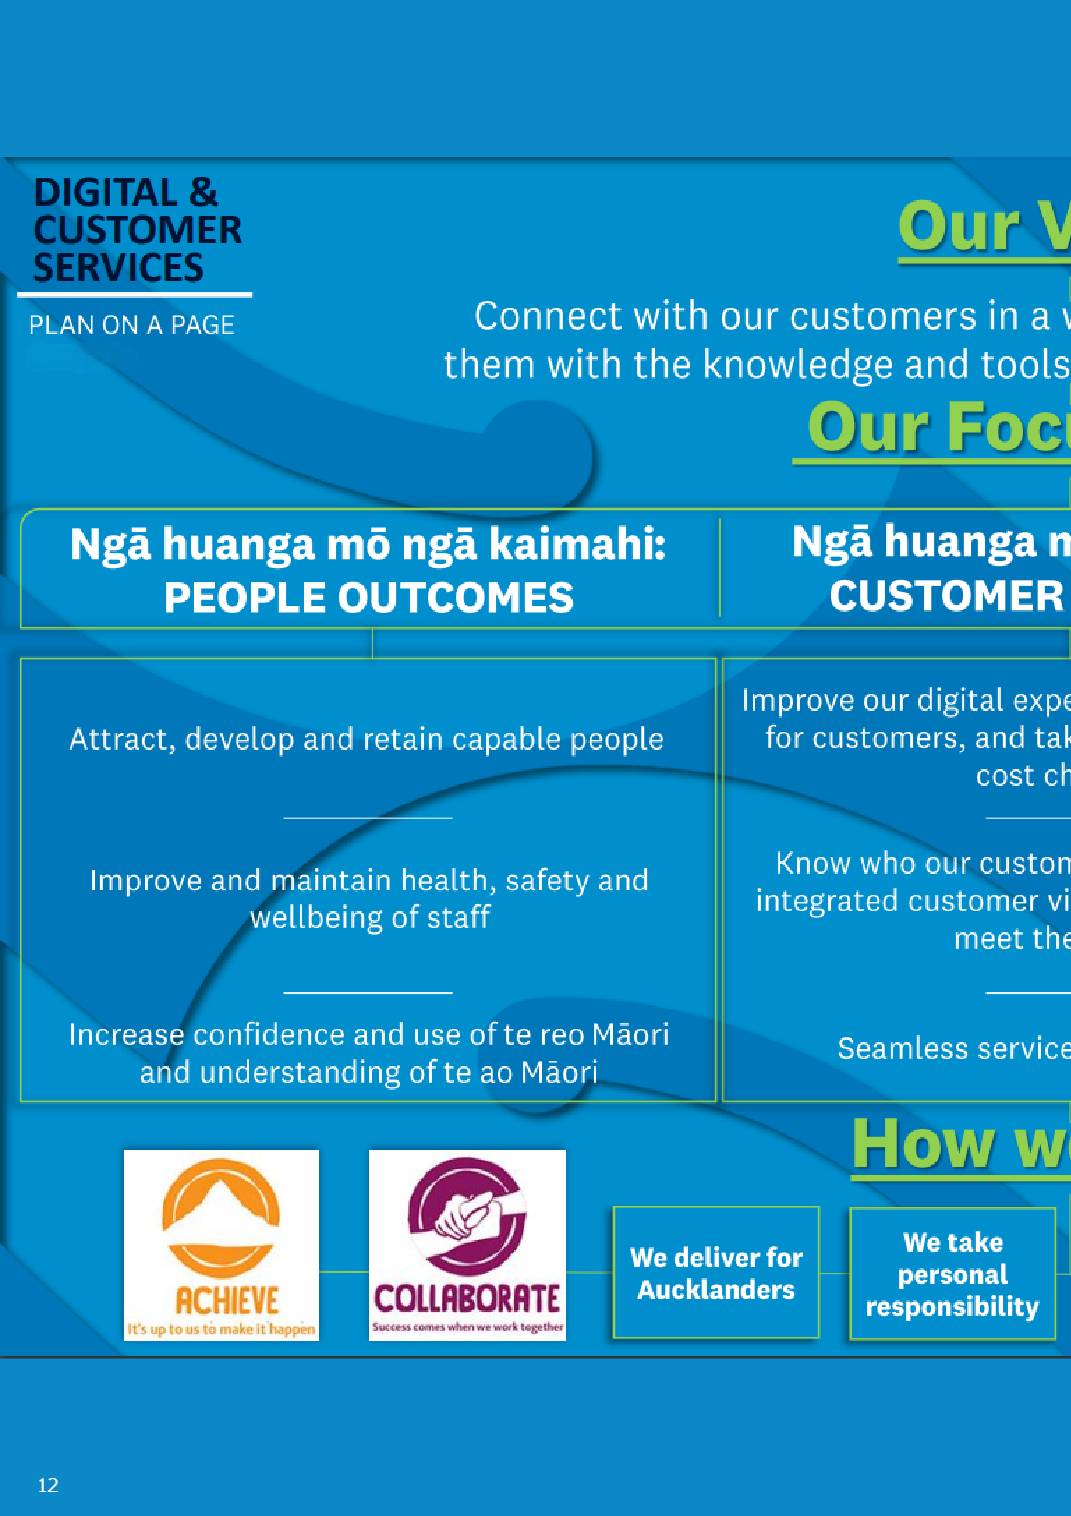 DIGITAL &
CUSTOMER
SERVICES
PLAN ON A PAGE
Our V
Connect with our customers in a w
them with the knowledge and tools
Our Focu
Ngā huanga mō ngā kaimahi:
PEOPLE OUTCOMES
Ngā huanga m
CUSTOMER
Attract, develop and retain capable people
Improve and maintain health, safety and
wellbeing of staff
Increase confidence and use of te reo Māori
and understanding of te ao Māori
Improve our digital expe
for customers, and tak
cost ch
Know who our custom
integrated customer vi
meet the
Seamless service
How we
ACHIEVE
It's up to us to make it happen
COLLABORATE
Success comes when we work together
We deliver for
Aucklanders
We take
personal
responsibility
12